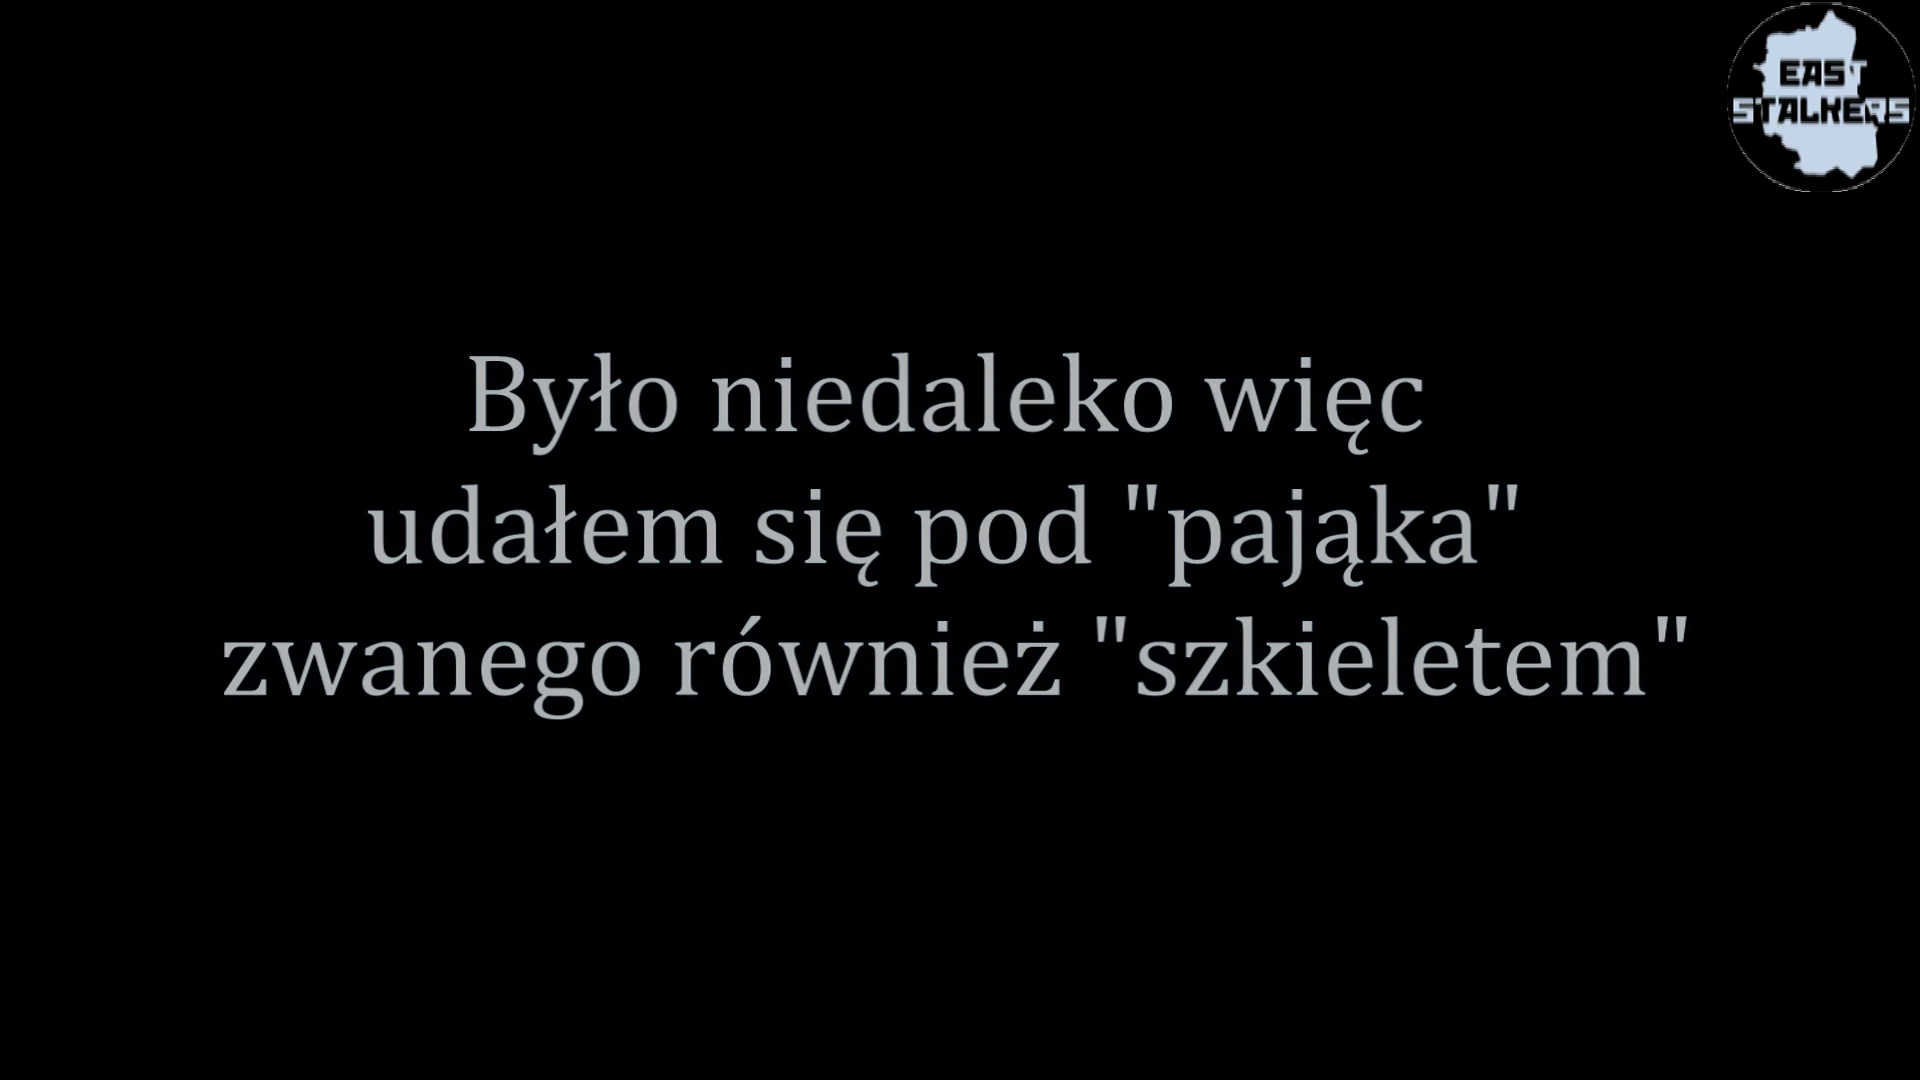 EAST
STALKERS
Było niedaleko więc
udałem się pod "pająka"
zwanego również "szkieletem"